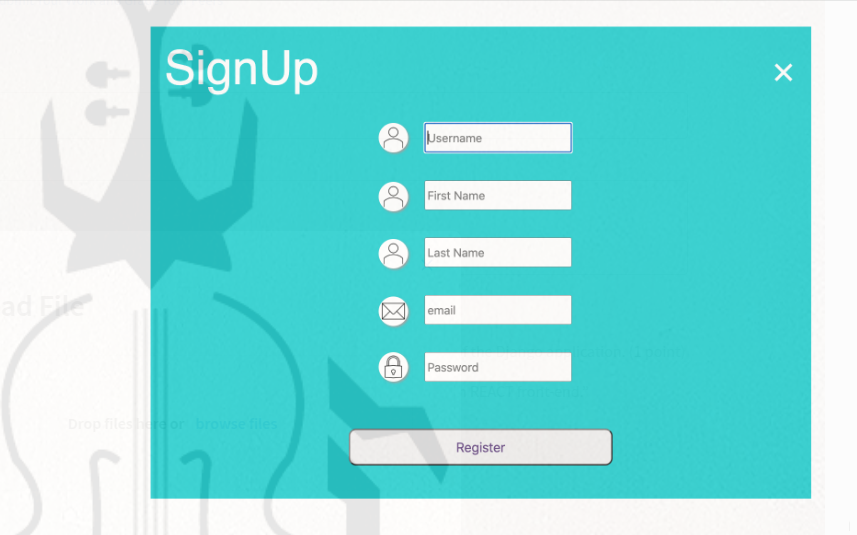 SignUp
×
Username
First Name
Last Name
ad File
email
Password
Drop files here or browse files
Register